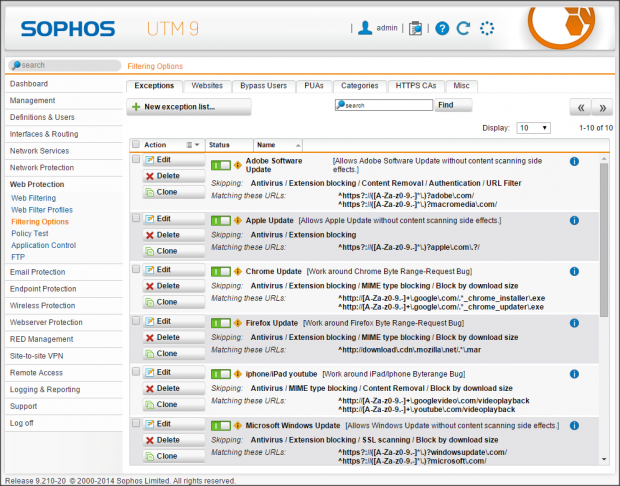 SOPHOS UTM 9
admin
search
Filtering Options
Dashboard
Management
Definitions & Users
Interfaces & Routing
Network Services
Network Protection
Web Protection
Web Filtering
Web Filter Profiles
Filtering Options
Policy Test
Application Control
FTP
Email Protection
Endpoint Protection
Wireless Protection
Webserver Protection
RED Management
Site-to-site VPN
Remote Access
Logging & Reporting
Support
Log off
Exceptions Websites Bypass Users PUAs Categories HTTPS CAs Misc
New exception list...
search Find
Display: 10 1-10 of 10
Action Status Name
Edit Delete Clone
Adobe Software Update [Allows Adobe Software Update without content scanning side effects.]
Skipping: Antivirus / Extension blocking / Content Removal / Authentication / URL Filter
Matching these URLs: ^https?://([A-Za-z0-9.-]*\.)?adobe\.com/
^https?://([A-Za-z0-9.-]*\.)?macromedia\.com/
Edit Delete Clone
Apple Update [Allows Apple Update without content scanning side effects.]
Skipping: Antivirus / Extension blocking
Matching these URLs: ^https?://([A-Za-z0-9.-]*\.)?apple\.com\.?/
Edit Delete Clone
Chrome Update [Work around Chrome Byte Range-Request Bug]
Skipping: Antivirus / Extension blocking / MIME type blocking / Block by download size
Matching these URLs: ^http://[A-Za-z0-9.-]+\.google\.com/.*_chrome_installer\.exe
^http://[A-Za-z0-9.-]+\.google\.com/.*_chrome_updater\.exe
Edit Delete Clone
Firefox Update [Work around Firefox Byte Range-Request Bug]
Skipping: Antivirus / Extension blocking / MIME type blocking / Block by download size
Matching these URLs: ^http://download\.cdn\.mozilla\.net/.*\.mar
Edit Delete Clone
iphone/iPad youtube [Work around iPad/Iphone Byterange Bug]
Skipping: Antivirus / MIME type blocking / Content Removal / Block by download size
Matching these URLs: ^http://[A-Za-z0-9.-]+\.googlevideo\.com/videoplayback
^http://[A-Za-z0-9.-]+\.youtube\.com/videoplayback
Edit Delete Clone
Microsoft Windows Update [Allows Windows Update without content scanning side effects.]
Skipping: Antivirus / Extension blocking / SSL scanning / Block by download size
Matching these URLs: ^https?://([A-Za-z0-9.-]*\.)?windowsupdate\.com/
^https?://([A-Za-z0-9.-]*\.)?microsoft\.com/
Release 9.210-20 © 2000-2014 Sophos Limited. All rights reserved.